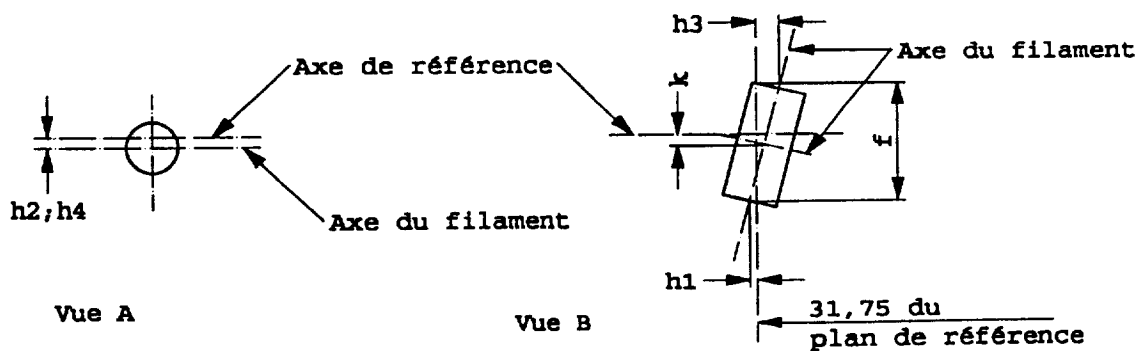 h3
Axe du filament
Axe de référence
k
f
h2;h4
Axe du filament
h1
Vue A
Vue B
31,75 du
plan de référence